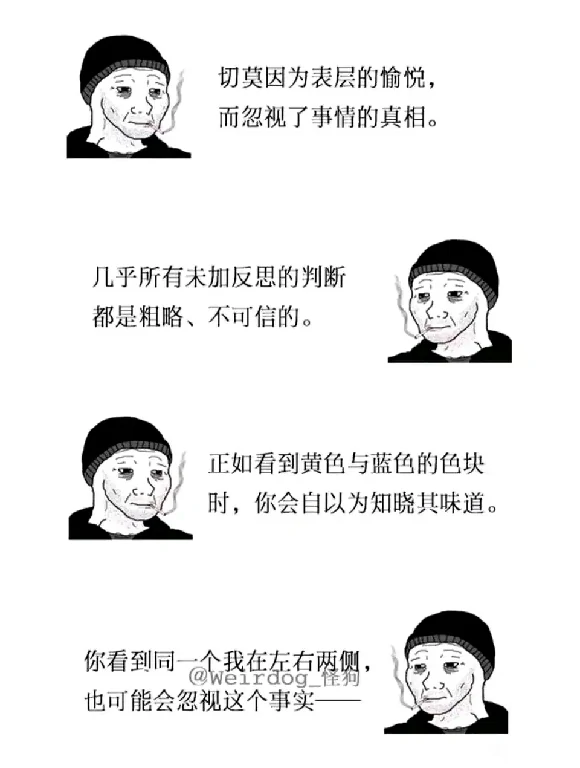 切莫因为表层的愉悦，
而忽视了事情的真相。
几乎所有未加反思的判断
都是粗略、不可信的。
正如看到黄色与蓝色的色块
时，你会自以为知晓其味道。
你看到同一个我在左右两侧，
@Weirdog_怪狗
也可能会忽视这个事实——